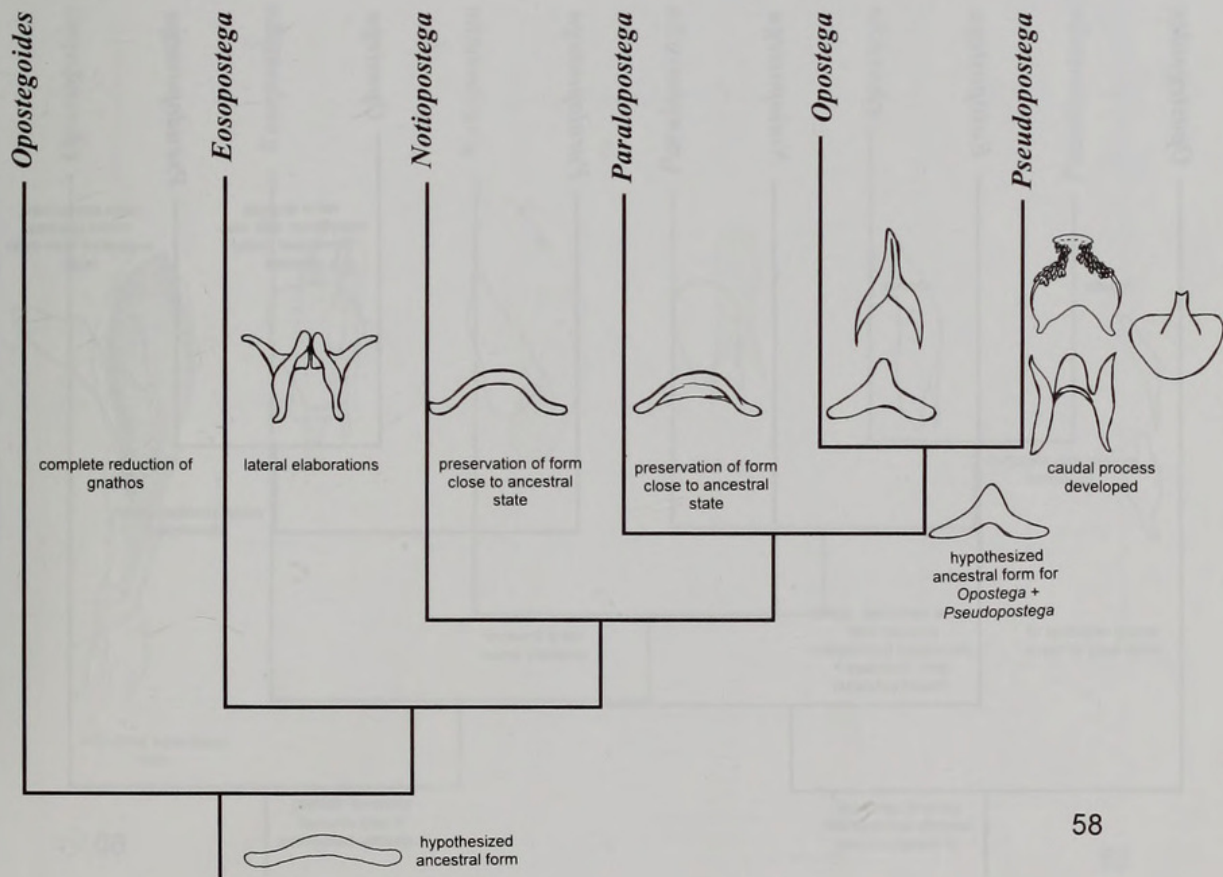 Opostegoides
Eosopostega
Notiopostega
Paralopostega
Opostega
Pseudopostega
complete reduction of
gnathos
lateral elaborations
preservation of form
close to ancestral
state
preservation of form
close to ancestral
state
caudal process
developed
hypothesized
ancestral form for
Opostega +
Pseudopostega
hypothesized
ancestral form
58